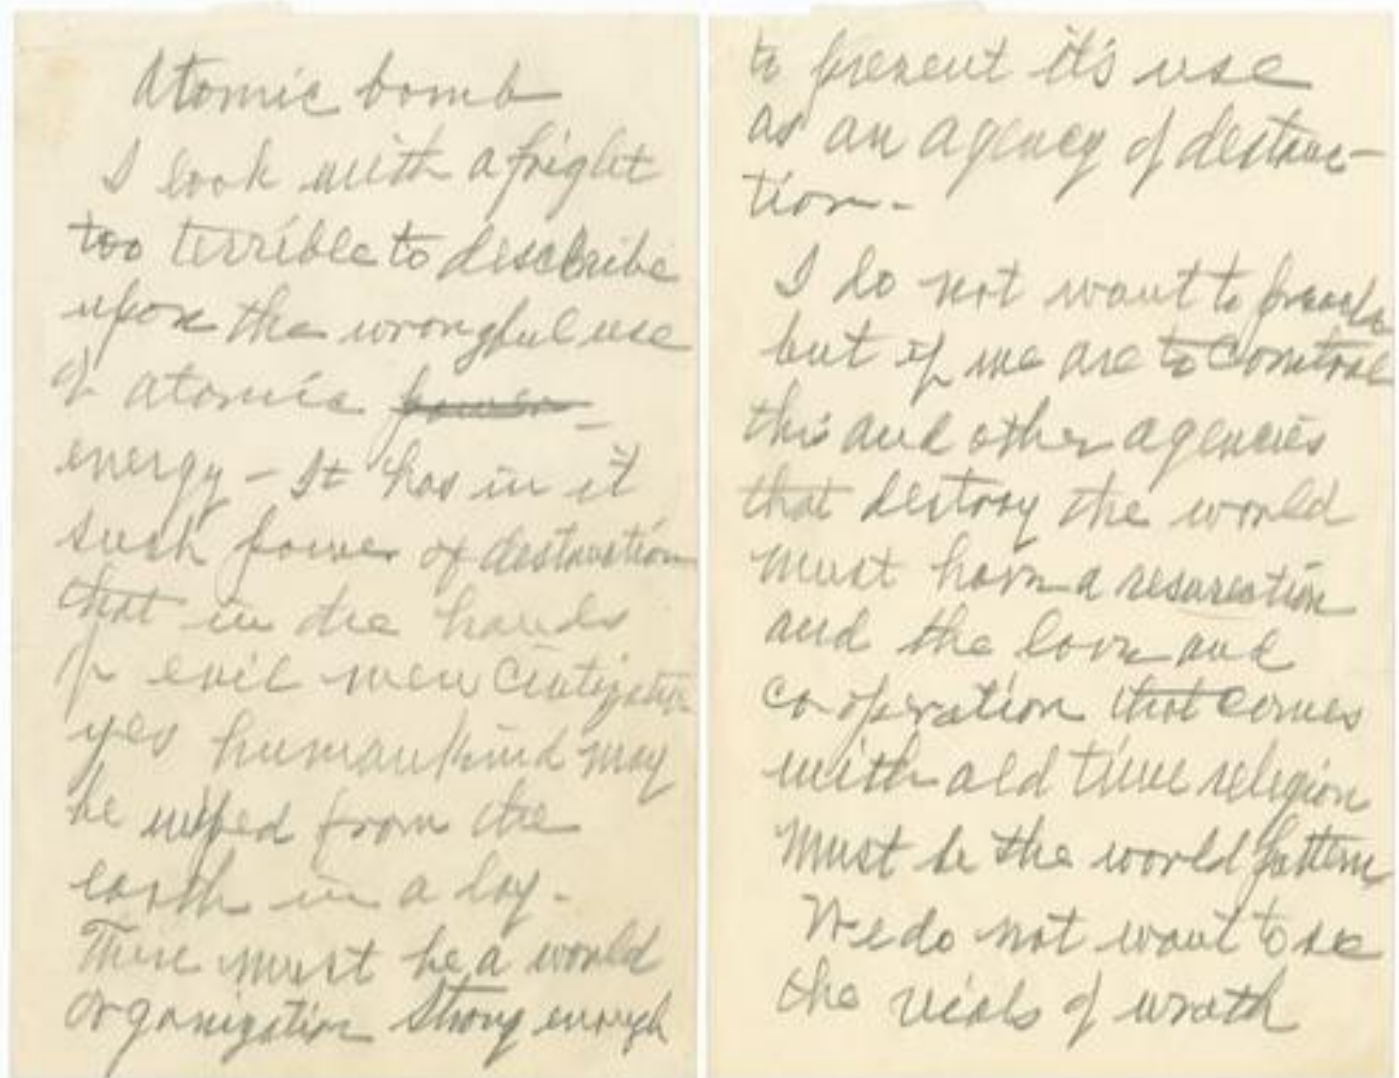 Atomic bomb
I look with a fright
too terrible to describe
upon the wrongful use
of atomic power
energy - It has in it
such power of destruction
that in the hands
of evil men
yes humankind may
be wiped from the
earth in a day.
There must be a world
organization strong enough
to prevent it's use
as an agency of destruc-
tion.
I do not want to preach
but if we are to control
this and other agencies
that destroy the world
must have a resurection
and the love and
co-operation that comes
with old time religion
must be the world pattern
We do not want to see
the vials of wrath